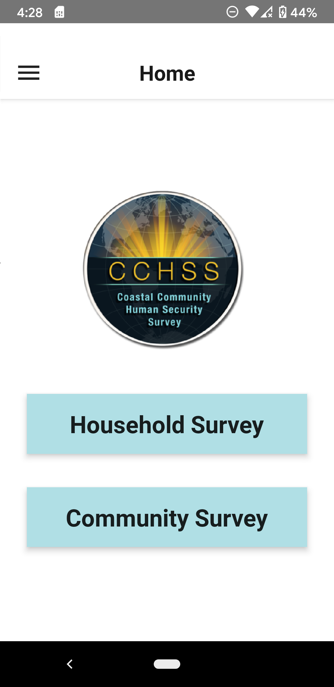 4:28
44%
Home
CCHSS
Coastal Community
Human Security
Survey
Household Survey
Community Survey